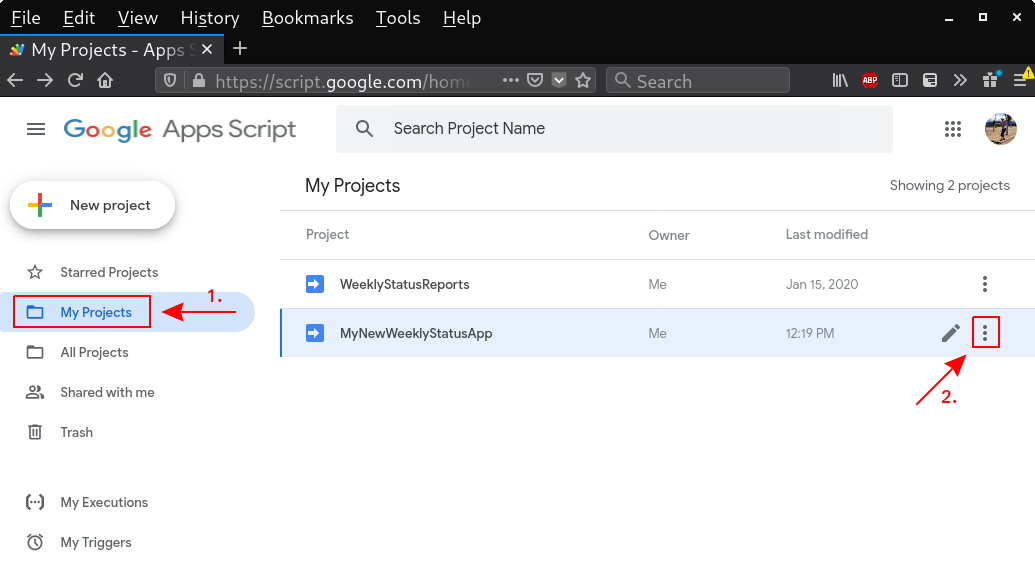 File Edit View History Bookmarks Tools Help
My Projects - Apps S
https://script.google.com/home
Search
ABP
Google Apps Script
Search Project Name
New project
My Projects
Showing 2 projects
Project Owner Last modified
Starred Projects
WeeklyStatusReports Me Jan 15, 2020
1.
My Projects
MyNewWeeklyStatusApp Me 12:19 PM
All Projects
2.
Shared with me
Trash
My Executions
My Triggers